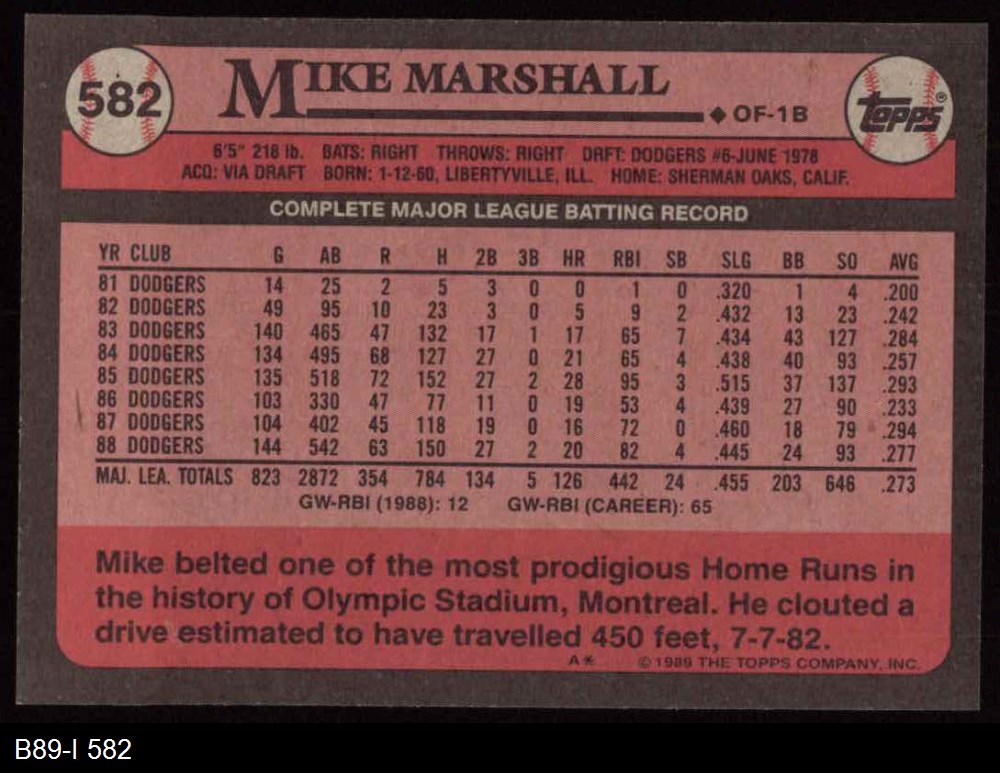 582
MIKE MARSHALL
◆ OF-1B
Topps®
6'5" 218 lb. BATS: RIGHT THROWS: RIGHT DRFT: DODGERS #6-JUNE 1978
ACQ: VIA DRAFT BORN: 1-12-60, LIBERTYVILLE, ILL. HOME: SHERMAN OAKS, CALIF.
COMPLETE MAJOR LEAGUE BATTING RECORD
YR CLUB G AB R H 2B 3B HR RBI SB SLG BB SO AVG
81 DODGERS 14 25 2 5 3 0 0 1 0 .320 1 4 .200
82 DODGERS 49 95 10 23 3 0 5 9 2 .432 13 23 .242
83 DODGERS 140 465 47 132 17 1 17 65 7 .434 43 127 .284
84 DODGERS 134 495 68 127 27 0 21 65 4 .438 40 93 .257
85 DODGERS 135 518 72 152 27 2 28 95 3 .515 37 137 .293
86 DODGERS 103 330 47 77 11 0 19 53 4 .439 27 90 .233
87 DODGERS 104 402 45 118 19 0 16 72 0 .460 18 79 .294
88 DODGERS 144 542 63 150 27 2 20 82 4 .445 24 93 .277
MAJ. LEA. TOTALS 823 2872 354 784 134 5 126 442 24 .455 203 646 .273
GW-RBI (1988): 12 GW-RBI (CAREER): 65
Mike belted one of the most prodigious Home Runs in
the history of Olympic Stadium, Montreal. He clouted a
drive estimated to have travelled 450 feet, 7-7-82.
A* © 1989 THE TOPPS COMPANY, INC.
B89-I 582